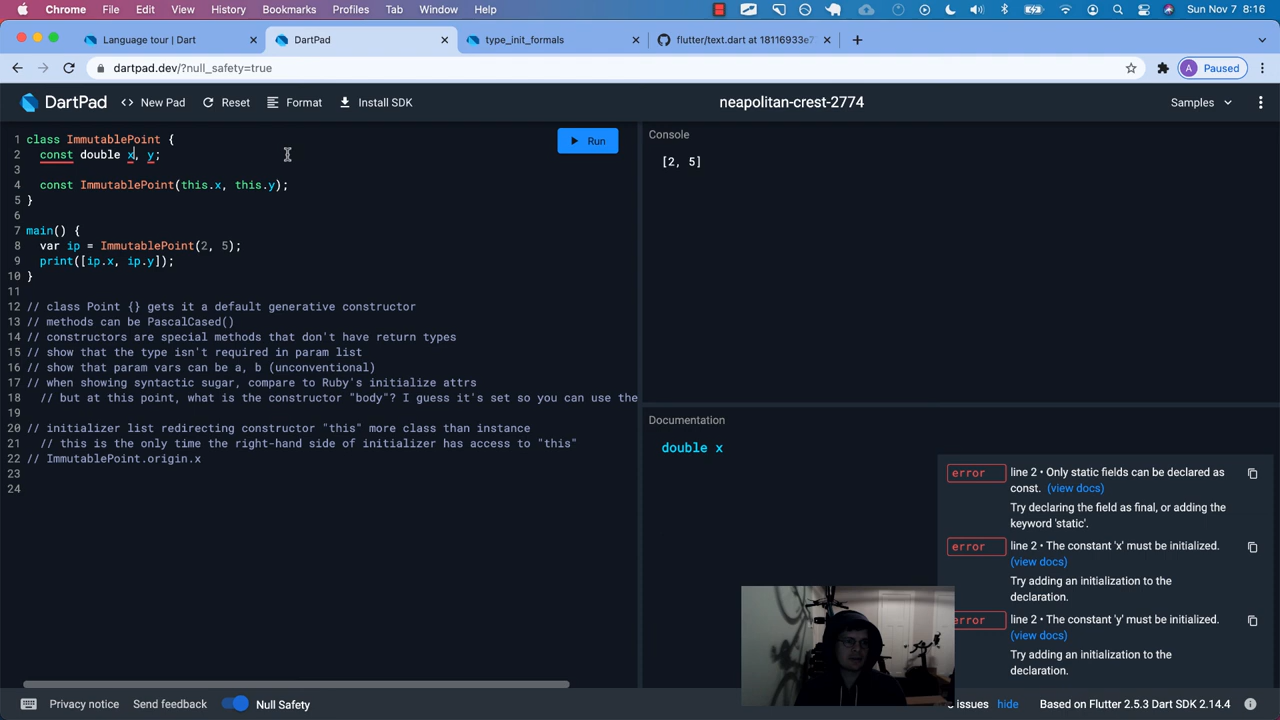 Chrome File Edit View History Bookmarks Profiles Tab Window Help Sun Nov 7 8:16
Language tour | Dart
DartPad
type_init_formals
flutter/text.dart at 18116933e7
dartpad.dev/?null_safety=true
A Paused
DartPad
New Pad
Reset
Format
Install SDK
neapolitan-crest-2774
Samples
1 class ImmutablePoint {
2 const double x, y;
3
4 const ImmutablePoint(this.x, this.y);
5 }
6
7 main() {
8 var ip = ImmutablePoint(2, 5);
9 print([ip.x, ip.y]);
10 }
11
12 // class Point {} gets it a default generative constructor
13 // methods can be PascalCased()
14 // constructors are special methods that don't have return types
15 // show that the type isn't required in param list
16 // show that param vars can be a, b (unconventional)
17 // when showing syntactic sugar, compare to Ruby's initialize attrs
18 // but at this point, what is the constructor "body"? I guess it's set so you can use the
19
20 // initializer list redirecting constructor "this" more class than instance
21 // this is the only time the right-hand side of initializer has access to "this"
22 // ImmutablePoint.origin.x
23
24
Run
Console
[2, 5]
Documentation
double x
error line 2 • Only static fields can be declared as
const. (view docs)
Try declaring the field as final, or adding the
keyword 'static'.
error line 2 • The constant 'x' must be initialized.
(view docs)
Try adding an initialization to the
declaration.
error line 2 • The constant 'y' must be initialized.
(view docs)
Try adding an initialization to the
declaration.
Privacy notice
Send feedback
Null Safety
issues hide
Based on Flutter 2.5.3 Dart SDK 2.14.4